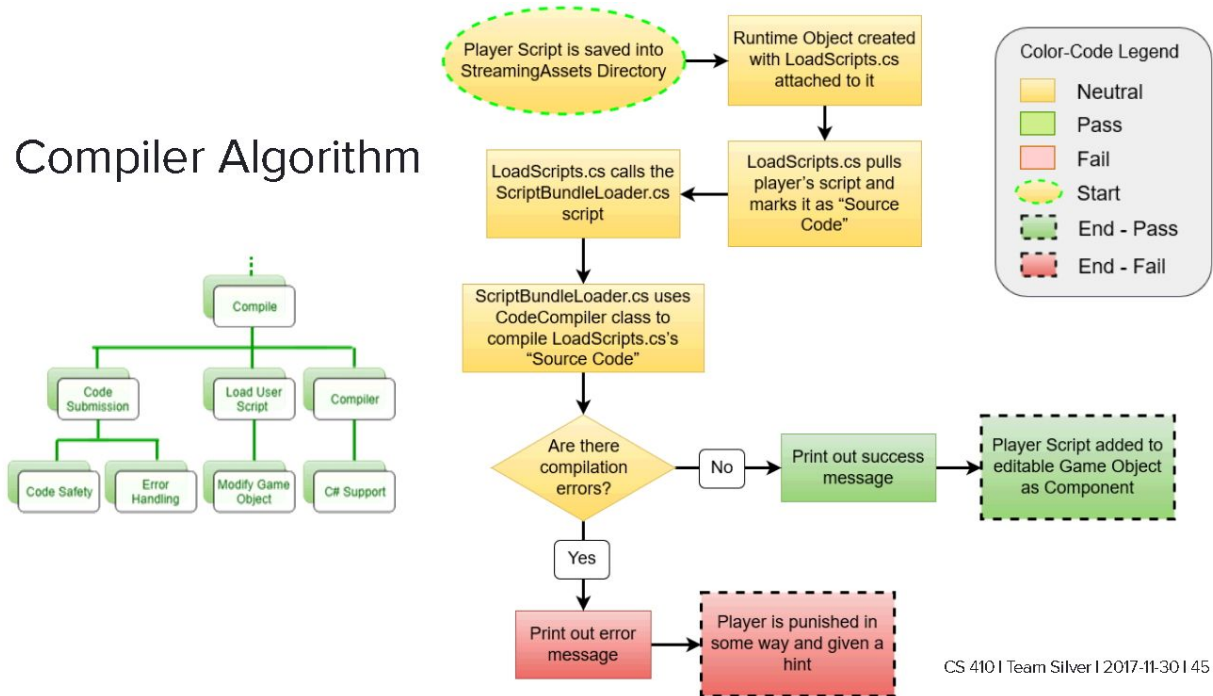 Compiler Algorithm
Compile
Code
Submission
Load User
Script
Compiler
Code Safety
Error
Handling
Modify Game
Object
C# Support
Player Script is saved into
StreamingAssets Directory
Runtime Object created
with LoadScripts.cs
attached to it
LoadScripts.cs pulls
player's script and
marks it as “Source
Code”
LoadScripts.cs calls the
ScriptBundleLoader.cs
script
ScriptBundleLoader.cs uses
CodeCompiler class to
compile LoadScripts.cs's
“Source Code”
Are there
compilation
errors?
No
Print out success
message
Player Script added to
editable Game Object
as Component
Yes
Print out error
message
Player is punished in
some way and given a
hint
Color-Code Legend
Neutral
Pass
Fail
Start
End - Pass
End - Fail
CS 410 | Team Silver | 2017-11-30 | 45